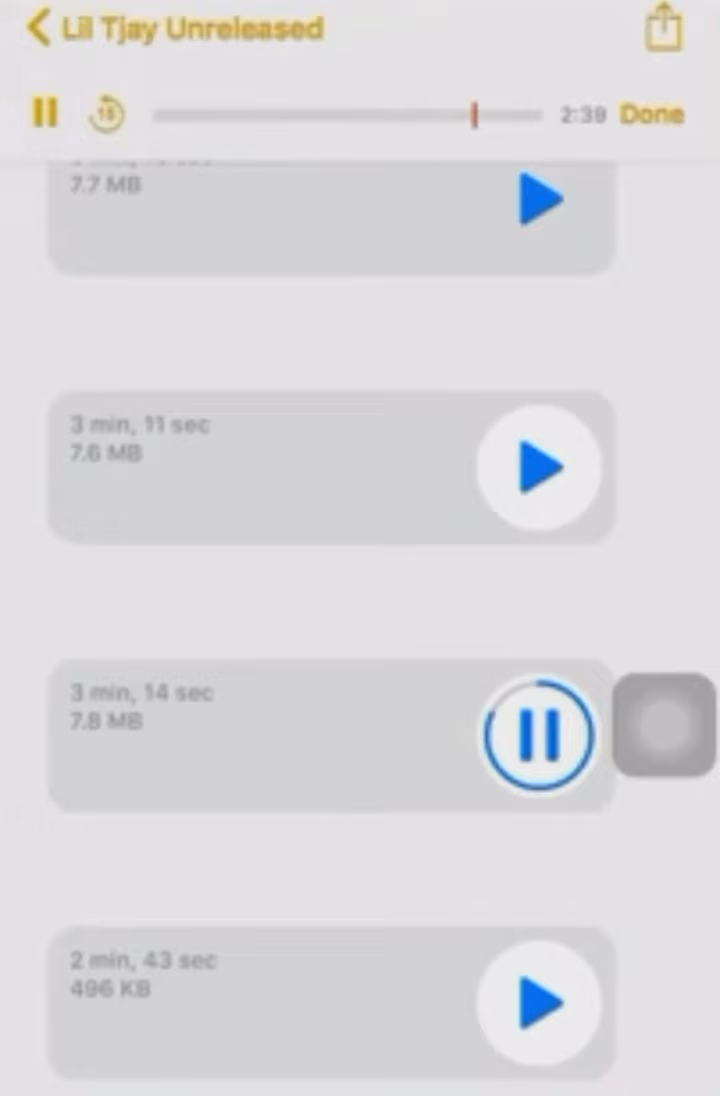 Lil Tjay Unreleased
15
2:39 Done
7.7 MB
3 min, 11 sec
7.6 MB
3 min, 14 sec
7.8 MB
2 min, 43 sec
496 KB